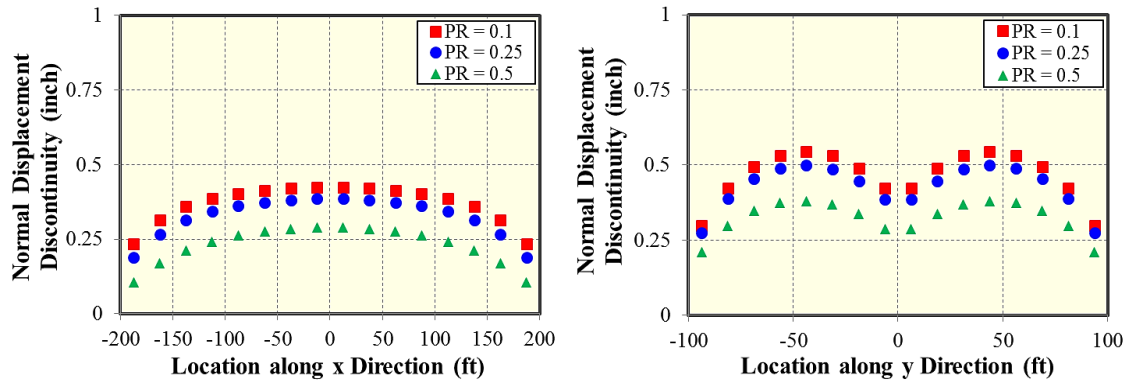 Normal Displacement
Discontinuity (inch)
1
0.75
0.5
0.25
0
PR = 0.1
PR = 0.25
PR = 0.5
-200 -150 -100 -50 0 50 100 150 200
Location along x Direction (ft)
Normal Displacement
Discontinuity (inch)
1
0.75
0.5
0.25
0
PR = 0.1
PR = 0.25
PR = 0.5
-100 -50 0 50 100
Location along y Direction (ft)